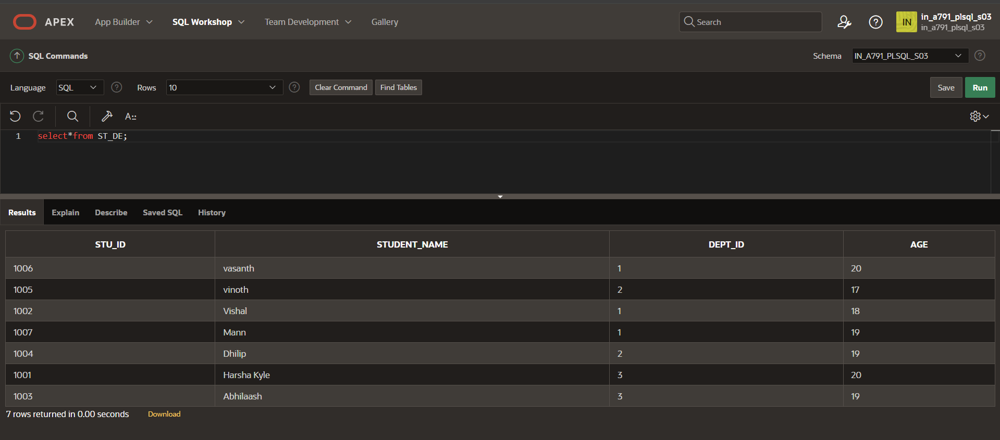 APEX App Builder SQL Workshop Team Development Gallery Search IN in_a791_plsql_s03
in_a791_plsql_s03
SQL Commands Schema IN_A791_PLSQL_S03
Language SQL Rows 10 Clear Command Find Tables Save Run
A::
1 select*from ST_DE;
Results Explain Describe Saved SQL History
STU_ID STUDENT_NAME DEPT_ID AGE
1006 vasanth 1 20
1005 vinoth 2 17
1002 Vishal 1 18
1007 Mann 1 19
1004 Dhilip 2 19
1001 Harsha Kyle 3 20
1003 Abhilaash 3 19
7 rows returned in 0.00 seconds Download